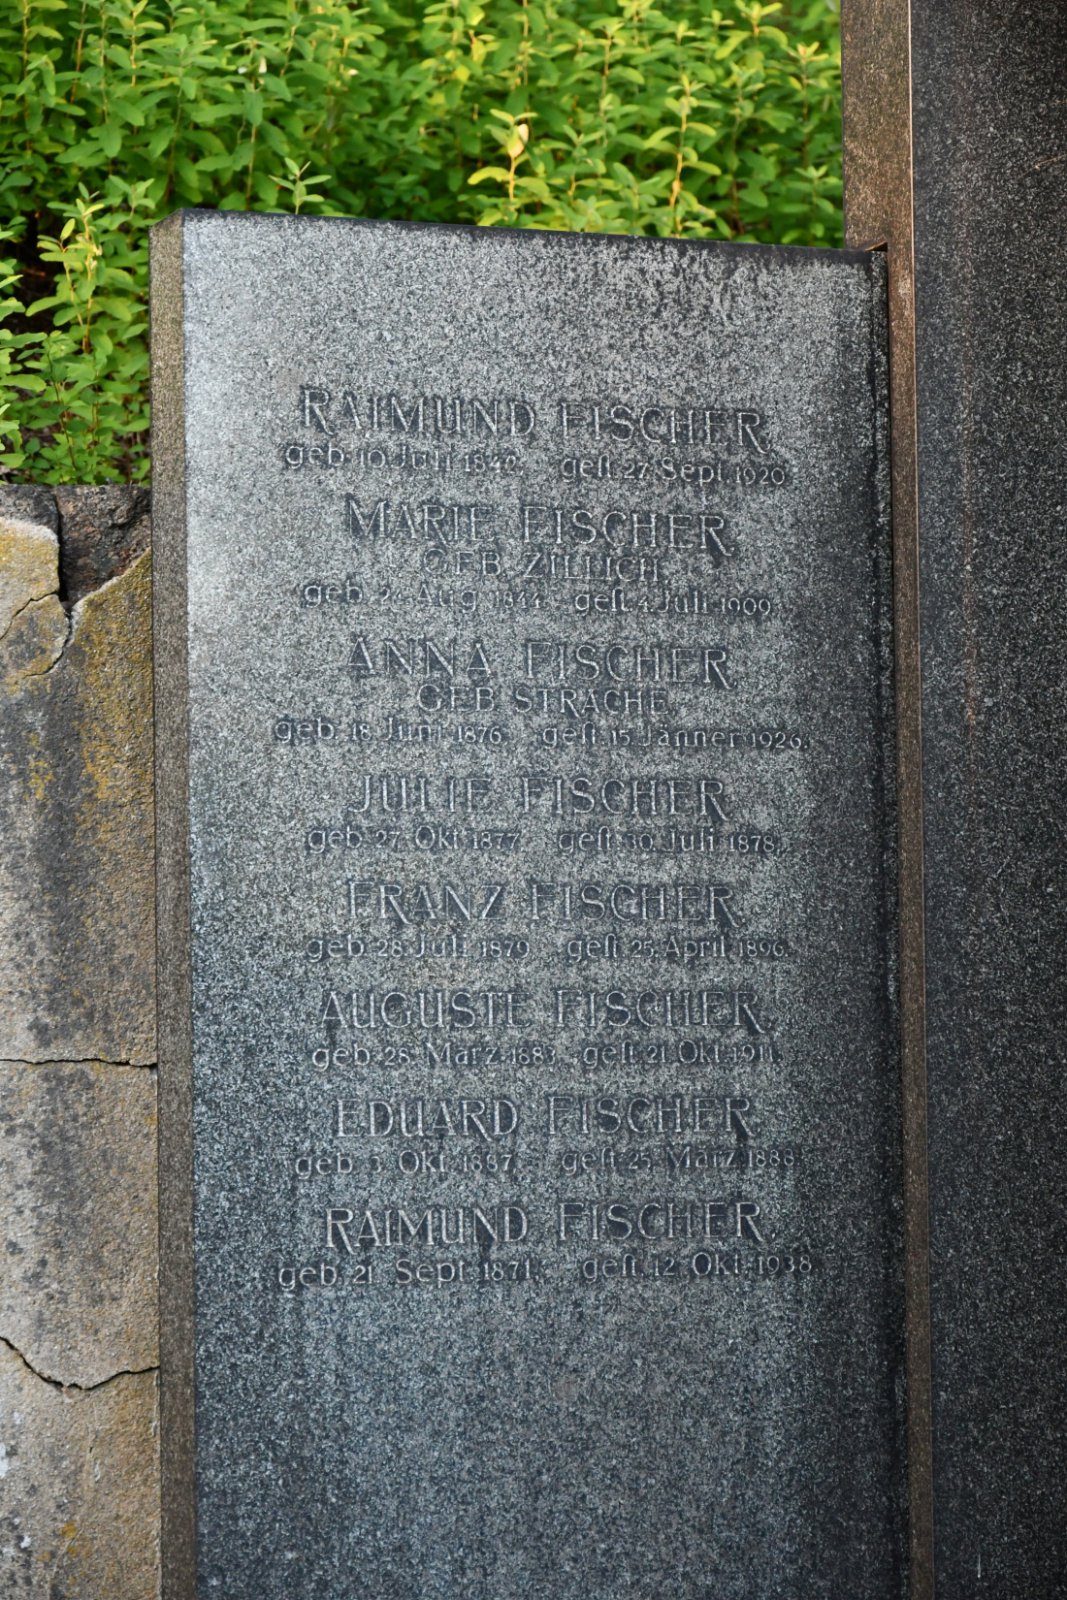 RAIMUND FISCHER
geb. 10. Juli 1840. gest. 27. Sept. 1920.
MARIE FISCHER
GEB. ZILLICH.
geb. 24. Aug. 1844. gest. 4. Juli 1909.
ANNA FISCHER
GEB. STRACHE.
geb. 18. Juni 1876. gest. 15. Jänner 1926.
JULIE FISCHER
geb. 27. Okt. 1877. gest. 30. Juli 1878.
FRANZ FISCHER
geb. 28. Juli 1879. gest. 25. April 1896.
AUGUSTE FISCHER
geb. 28. März 1883. gest. 21. Okt. 1911.
EDUARD FISCHER
geb. 3. Okt. 1887. gest. 25. März 1888.
RAIMUND FISCHER.
geb. 21. Sept. 1871. gest. 12. Okt. 1938.